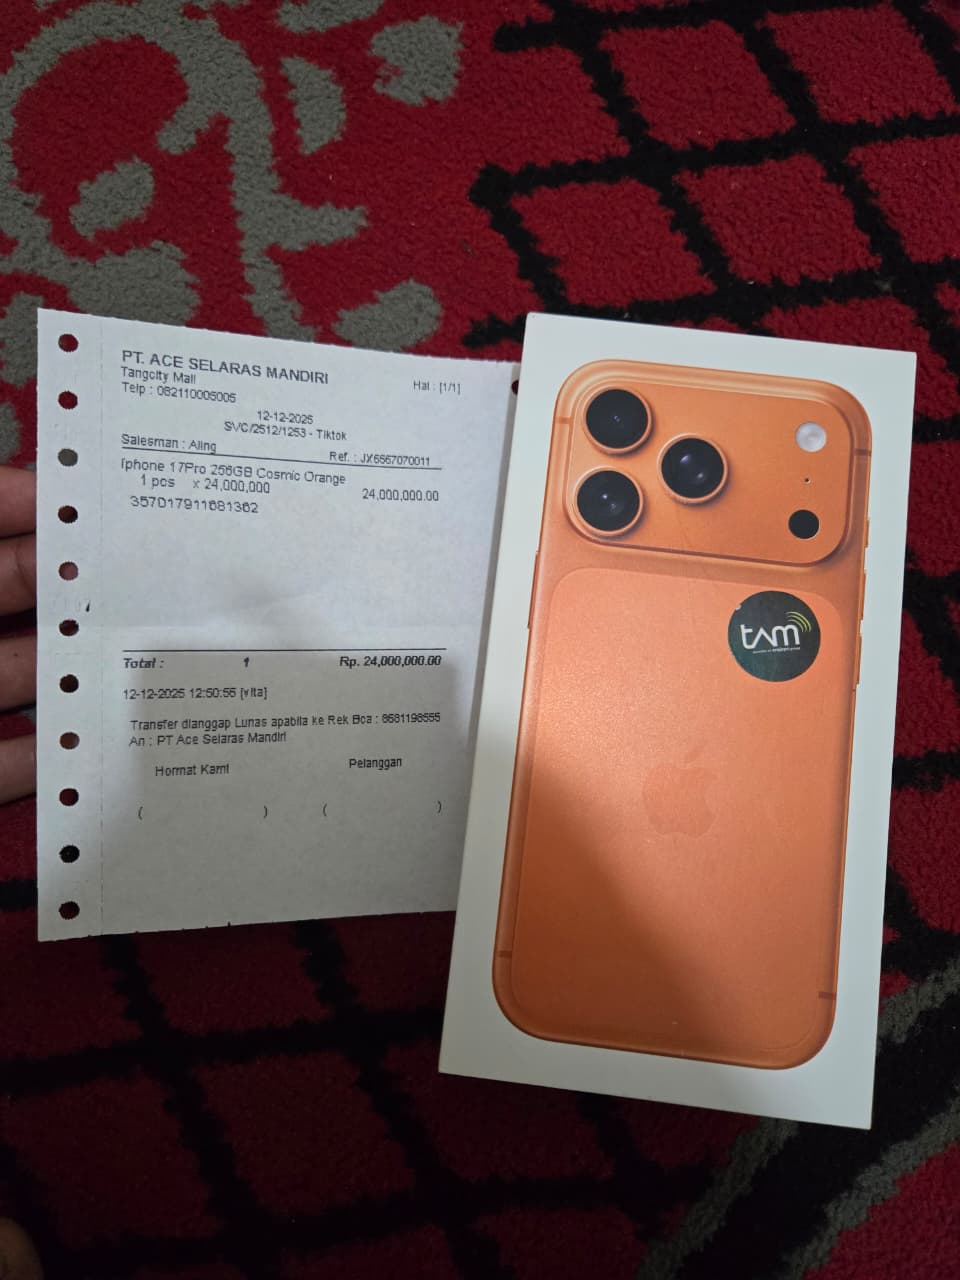 PT. ACE SELARAS MANDIRI
Tangcity Mall
Telp : 082110005005
Hal : [1/1]
12-12-2025
SVC/2512/1253 - Tiktok
Salesman : Aling
Ref. : JX6567070011
Iphone 17Pro 256GB Cosmic Orange
1 pcs x 24,000,000 24,000,000.00
357017911681362
Total : 1 Rp. 24,000,000.00
12-12-2025 12:50:55 [vita]
Transfer dianggap Lunas apabila ke Rek Bca : 8681198555
An : PT Ace Selaras Mandiri
Hormat Kami Pelanggan
( ) ( )
tam